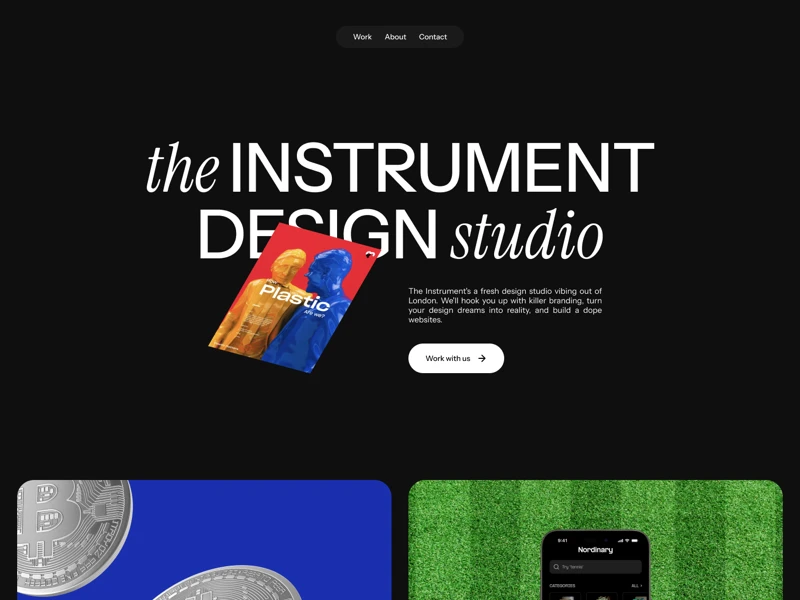 Work About Contact
the INSTRUMENT
DESIGN studio
Plastic
Are we?
The Instrument's a fresh design studio vibing out of
London. We'll hook you up with killer branding, turn
your design dreams into reality, and build a dope
websites.
Work with us
9:41
Nordinary
CATEGORIES ALL